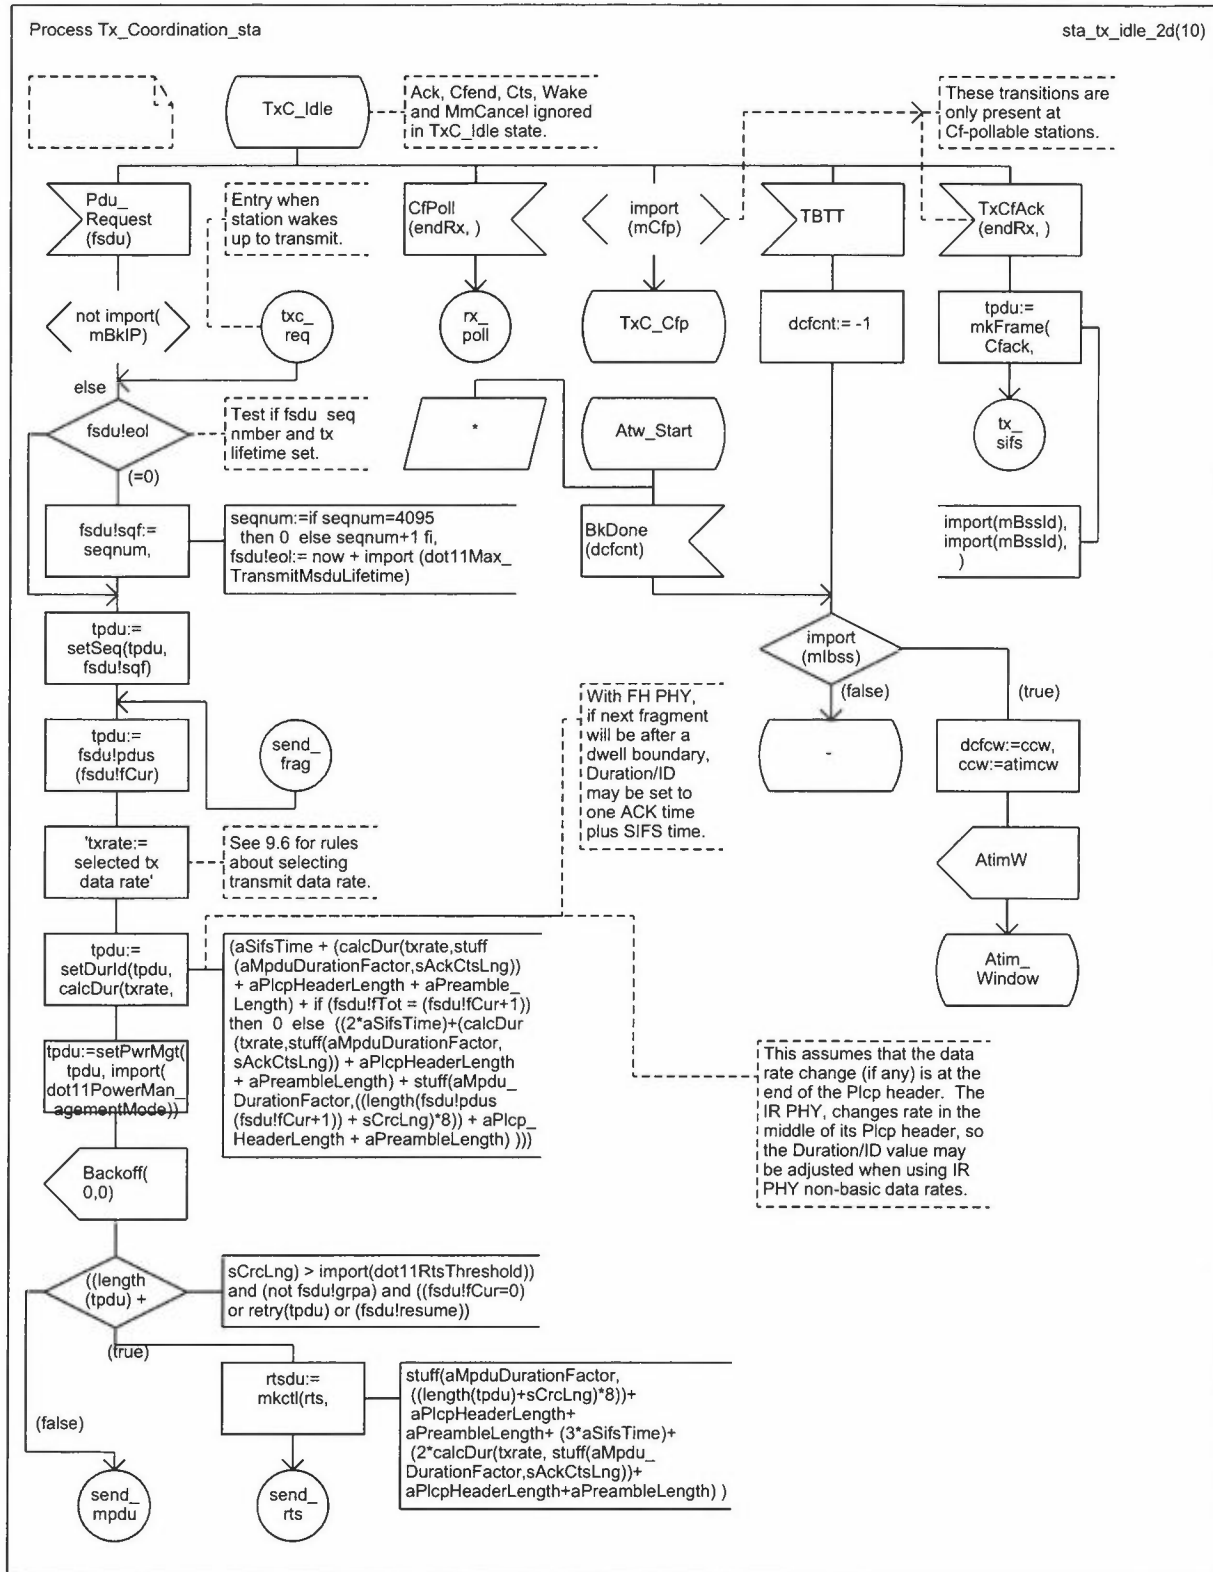 Process Tx_Coordination_sta
sta_tx_idle_2d(10)
TxC_Idle
Ack, Cfend, Cts, Wake
and MmCancel ignored
in TxC_Idle state.
These transitions are
only present at
Cf-pollable stations.
Pdu_
Request
(fsdu)
Entry when
station wakes
up to transmit.
CfPoll
(endRx, )
import
(mCfp)
TBTT
TxCfAck
(endRx, )
not import(
mBkIP)
txc_
req
rx_
poll
TxC_Cfp
dcfcnt:= -1
tpdu:=
mkFrame(
Cfack,
else
fsdu!eol
Test if fsdu seq
nmber and tx
lifetime set.
*
Atw_Start
tx_
sifs
(=0)
fsdu!sqf:=
seqnum,
seqnum:=if seqnum=4095
then 0 else seqnum+1 fi,
fsdu!eol:= now + import (dot11Max_
TransmitMsduLifetime)
BkDone
(dcfcnt)
import(mBssId),
import(mBssId),
)
tpdu:=
setSeq(tpdu,
fsdu!sqf)
import
(mIbss)
(false)
(true)
tpdu:=
fsdu!pdus
(fsdu!fCur)
send_
frag
With FH PHY,
if next fragment
will be after a
dwell boundary,
Duration/ID
may be set to
one ACK time
plus SIFS time.
-
dcfcw:=ccw,
ccw:=atimcw
'txrate:=
selected tx
data rate'
See 9.6 for rules
about selecting
transmit data rate.
AtimW
tpdu:=
setDurId(tpdu,
calcDur(txrate,
(aSifsTime + (calcDur(txrate,stuff
(aMpduDurationFactor,sAckCtsLng))
+ aPlcpHeaderLength + aPreamble_
Length) + if (fsdu!fTot = (fsdu!fCur+1))
then 0 else ((2*aSifsTime)+(calcDur
(txrate,stuff(aMpduDurationFactor,
sAckCtsLng)) + aPlcpHeaderLength
+ aPreambleLength) + stuff(aMpdu_
DurationFactor,((length(fsdu!pdus
(fsdu!fCur+1)) + sCrcLng)*8)) + aPlcp_
HeaderLength + aPreambleLength) )))
Atim_
Window
tpdu:=setPwrMgt(
tpdu, import(
dot11PowerMan_
agementMode))
This assumes that the data
rate change (if any) is at the
end of the Plcp header. The
IR PHY, changes rate in the
middle of its Plcp header, so
the Duration/ID value may
be adjusted when using IR
PHY non-basic data rates.
Backoff(
0,0)
((length
(tpdu) +
sCrcLng) > import(dot11RtsThreshold))
and (not fsdu!grpa) and ((fsdu!fCur=0)
or retry(tpdu) or (fsdu!resume))
(true)
(false)
rtsdu:=
mkctl(rts,
stuff(aMpduDurationFactor,
((length(tpdu)+sCrcLng)*8))+
aPlcpHeaderLength+
aPreambleLength+ (3*aSifsTime)+
(2*calcDur(txrate, stuff(aMpdu_
DurationFactor,sAckCtsLng))+
aPlcpHeaderLength+aPreambleLength) )
send_
mpdu
send_
rts